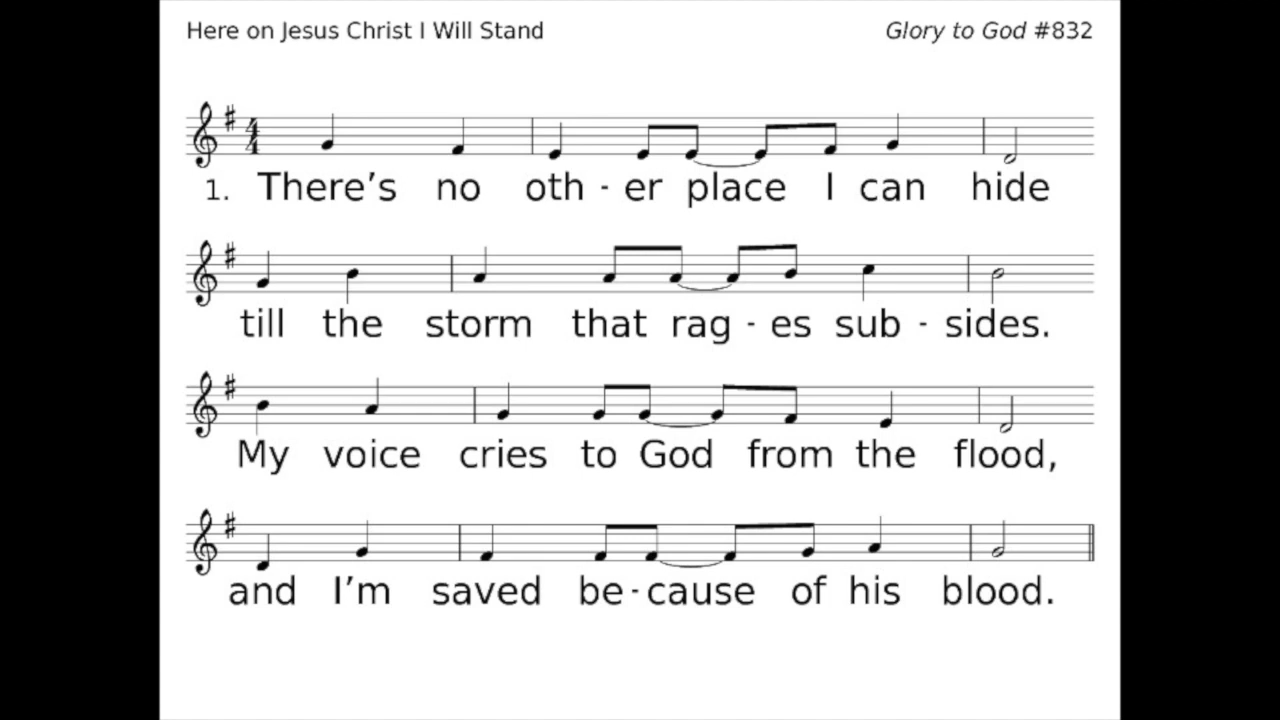 Here on Jesus Christ I Will Stand
Glory to God #832
1. There’s no oth - er place I can hide
till the storm that rag - es sub - sides.
My voice cries to God from the flood,
and I’m saved be - cause of his blood.